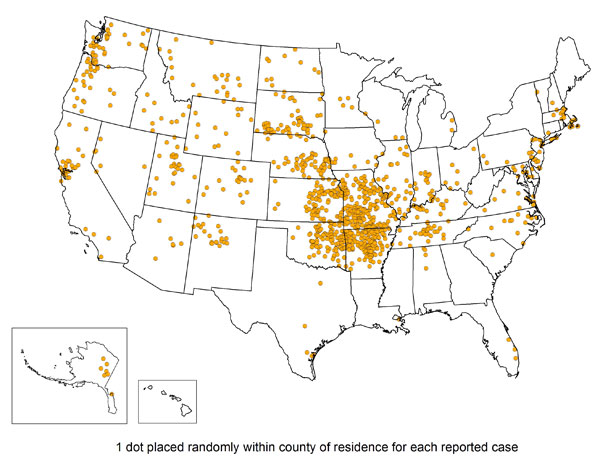 1 dot placed randomly within county of residence for each reported case